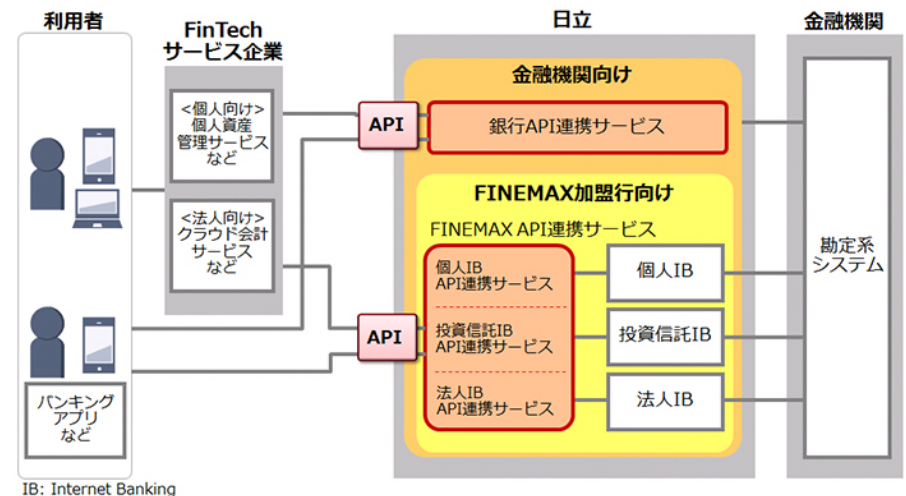 利用者
FinTech
サービス企業
日立
金融機関
<個人向け>
個人資産
管理サービス
など
<法人向け>
クラウド会計
サービス
など
バンキング
アプリ
など
API
API
金融機関向け
銀行API連携サービス
FINEMAX加盟行向け
FINEMAX API連携サービス
個人IB
API連携サービス
投資信託IB
API連携サービス
法人IB
API連携サービス
個人IB
投資信託IB
法人IB
勘定系
システム
IB: Internet Banking